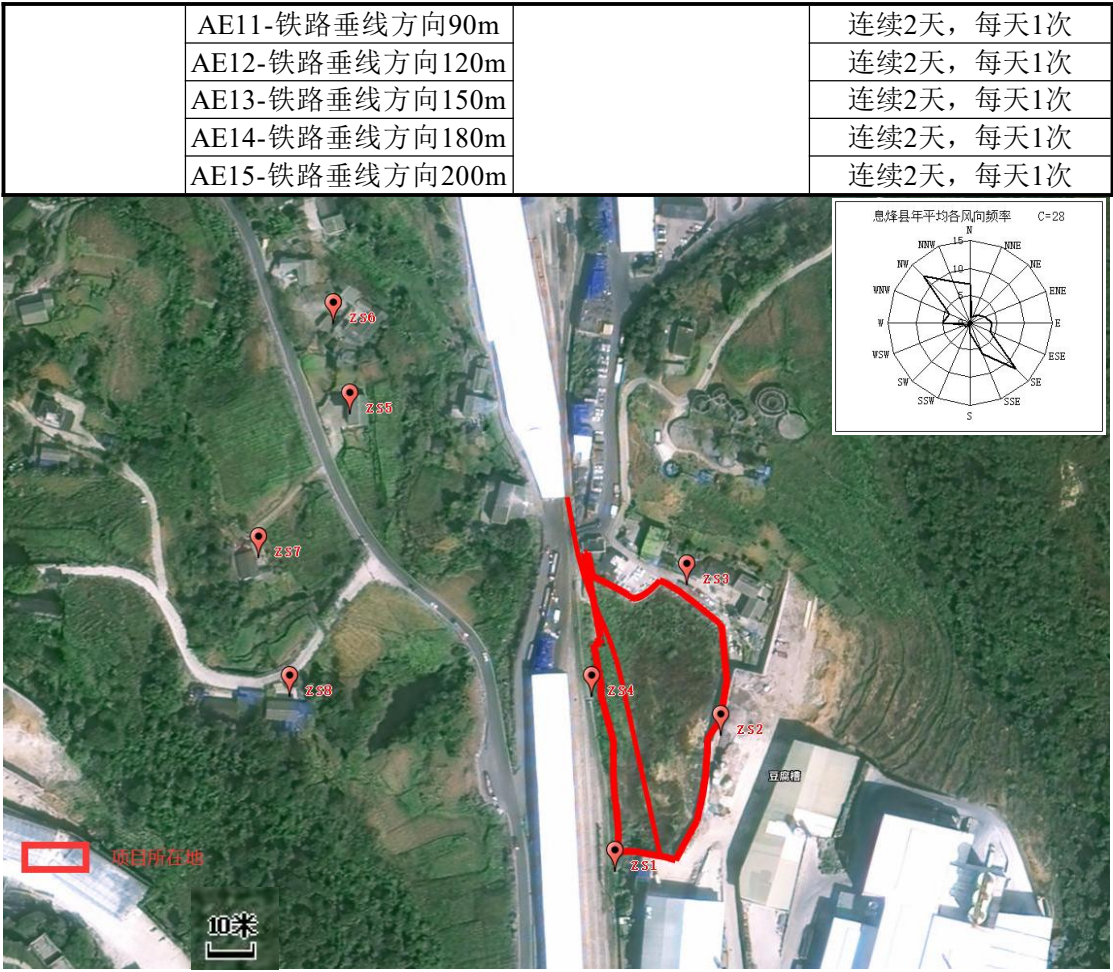 AE11-铁路垂线方向90m 连续2天，每天1次
AE12-铁路垂线方向120m 连续2天，每天1次
AE13-铁路垂线方向150m 连续2天，每天1次
AE14-铁路垂线方向180m 连续2天，每天1次
AE15-铁路垂线方向200m 连续2天，每天1次
息烽县年平均各风向频率 C=28
N
NNW 15 NNE
NW 10 NE
WNW 5 ENE
W E
WSW ESE
SW SE
SSW SSE
S
ZS6
ZS5
ZS7
ZS3
ZS8
ZS4
ZS2
豆腐槽
项目所在地
ZS1
10米